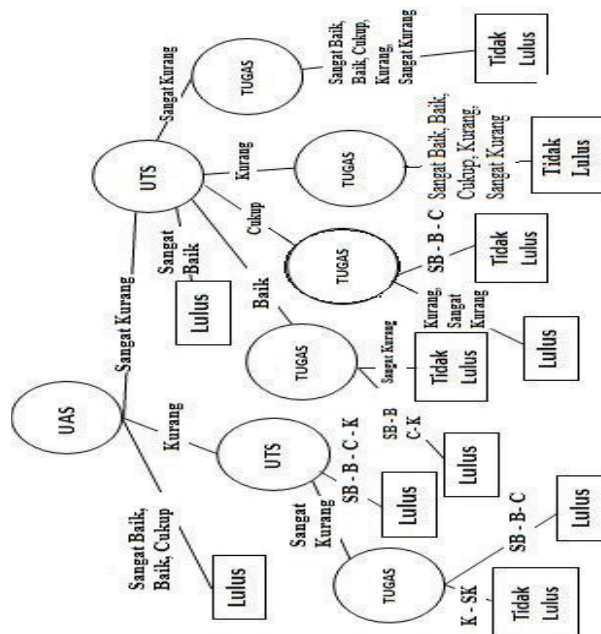 UAS
Sangat Baik,
Baik, Cukup
Kurang
Sangat Kurang
Lulus
UTS
UTS
Sangat
Kurang
SB - B - C - K
Sangat
Baik
Baik
Cukup
Kurang
Sangat Kurang
TUGAS
Lulus
Lulus
TUGAS
TUGAS
TUGAS
TUGAS
K - SK
SB - B- C
Tidak
Lulus
Lulus
SB - B
C- K
Sangat Kurang
Lulus
Tidak
Lulus
Kurang,
Sangat
Kurang
SB - B - C
Lulus
Tidak
Lulus
Sangat Baik, Baik,
Cukup, Kurang,
Sangat Kurang
Tidak
Lulus
Sangat Baik,
Baik, Cukup,
Kurang,
Sangat Kurang
Tidak
Lulus